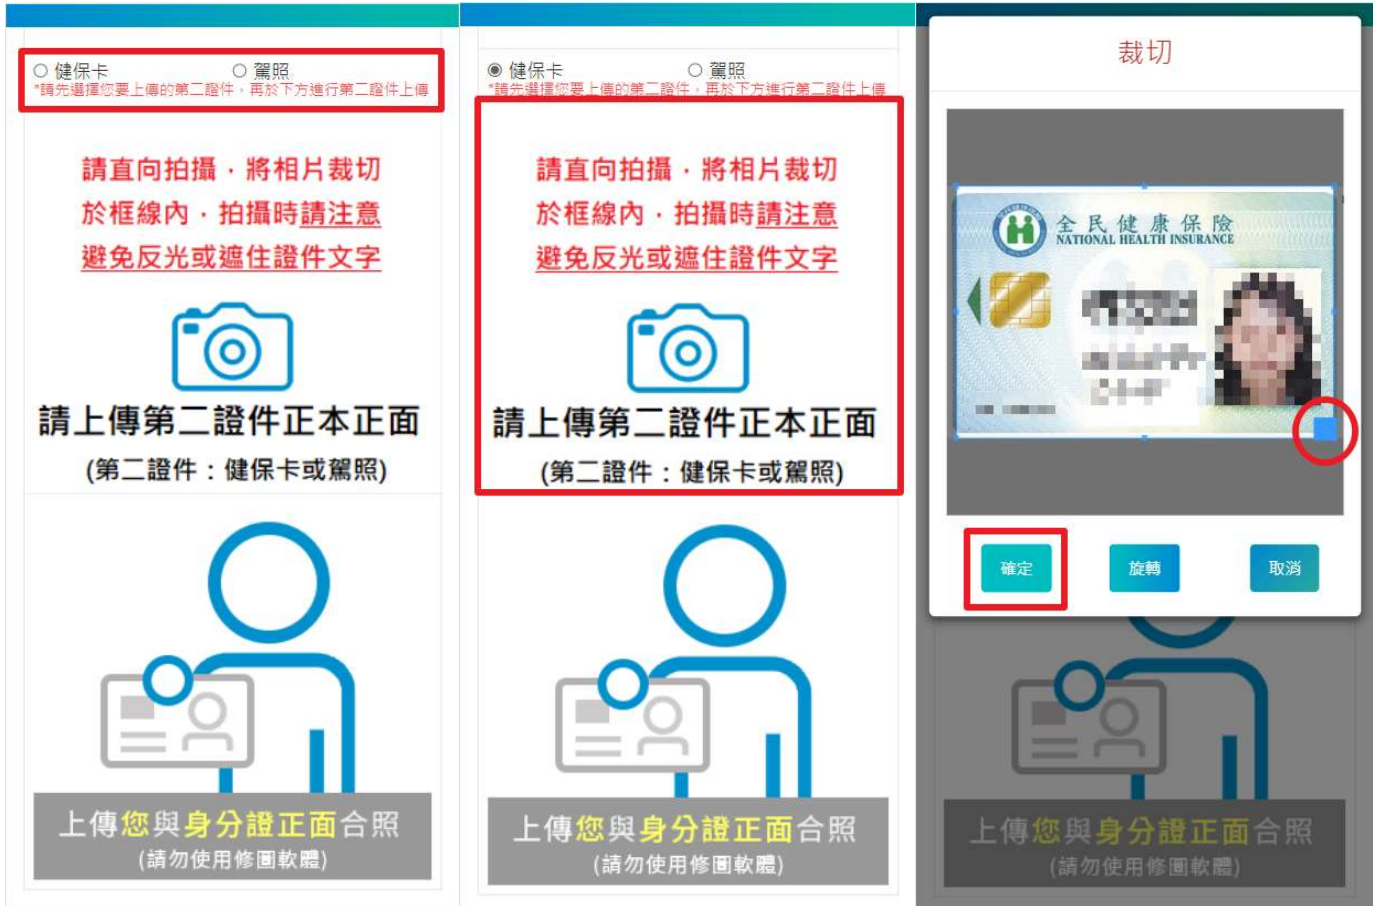 健保卡
駕照
*請先選擇您要上傳的第二證件，再於下方進行第二證件上傳
請直向拍攝，將相片裁切
於框線內，拍攝時請注意
避免反光或遮住證件文字
請上傳第二證件正本正面
(第二證件：健保卡或駕照)
上傳您與身分證正面合照
(請勿使用修圖軟體)
健保卡
駕照
*請先選擇您要上傳的第二證件，再於下方進行第二證件上傳
請直向拍攝，將相片裁切
於框線內，拍攝時請注意
避免反光或遮住證件文字
請上傳第二證件正本正面
(第二證件：健保卡或駕照)
上傳您與身分證正面合照
(請勿使用修圖軟體)
裁切
全民健康保險
NATIONAL HEALTH INSURANCE
確定
旋轉
取消
上傳您與身分證正面合照
(請勿使用修圖軟體)